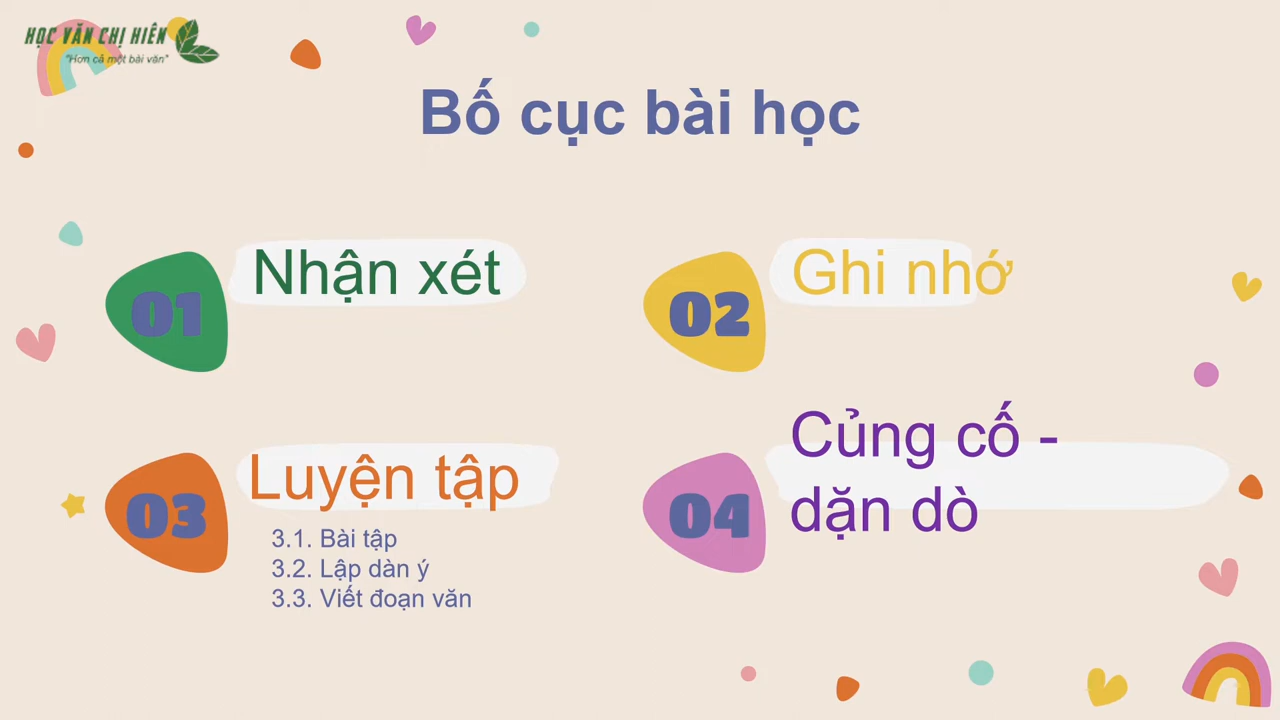 HỌC VĂN CHỊ HIÊN
"Hơn cả một bài văn"
Bố cục bài học
01
Nhận xét
02
Ghi nhớ
03
Luyện tập
3.1. Bài tập
3.2. Lập dàn ý
3.3. Viết đoạn văn
04
Củng cố -
dặn dò